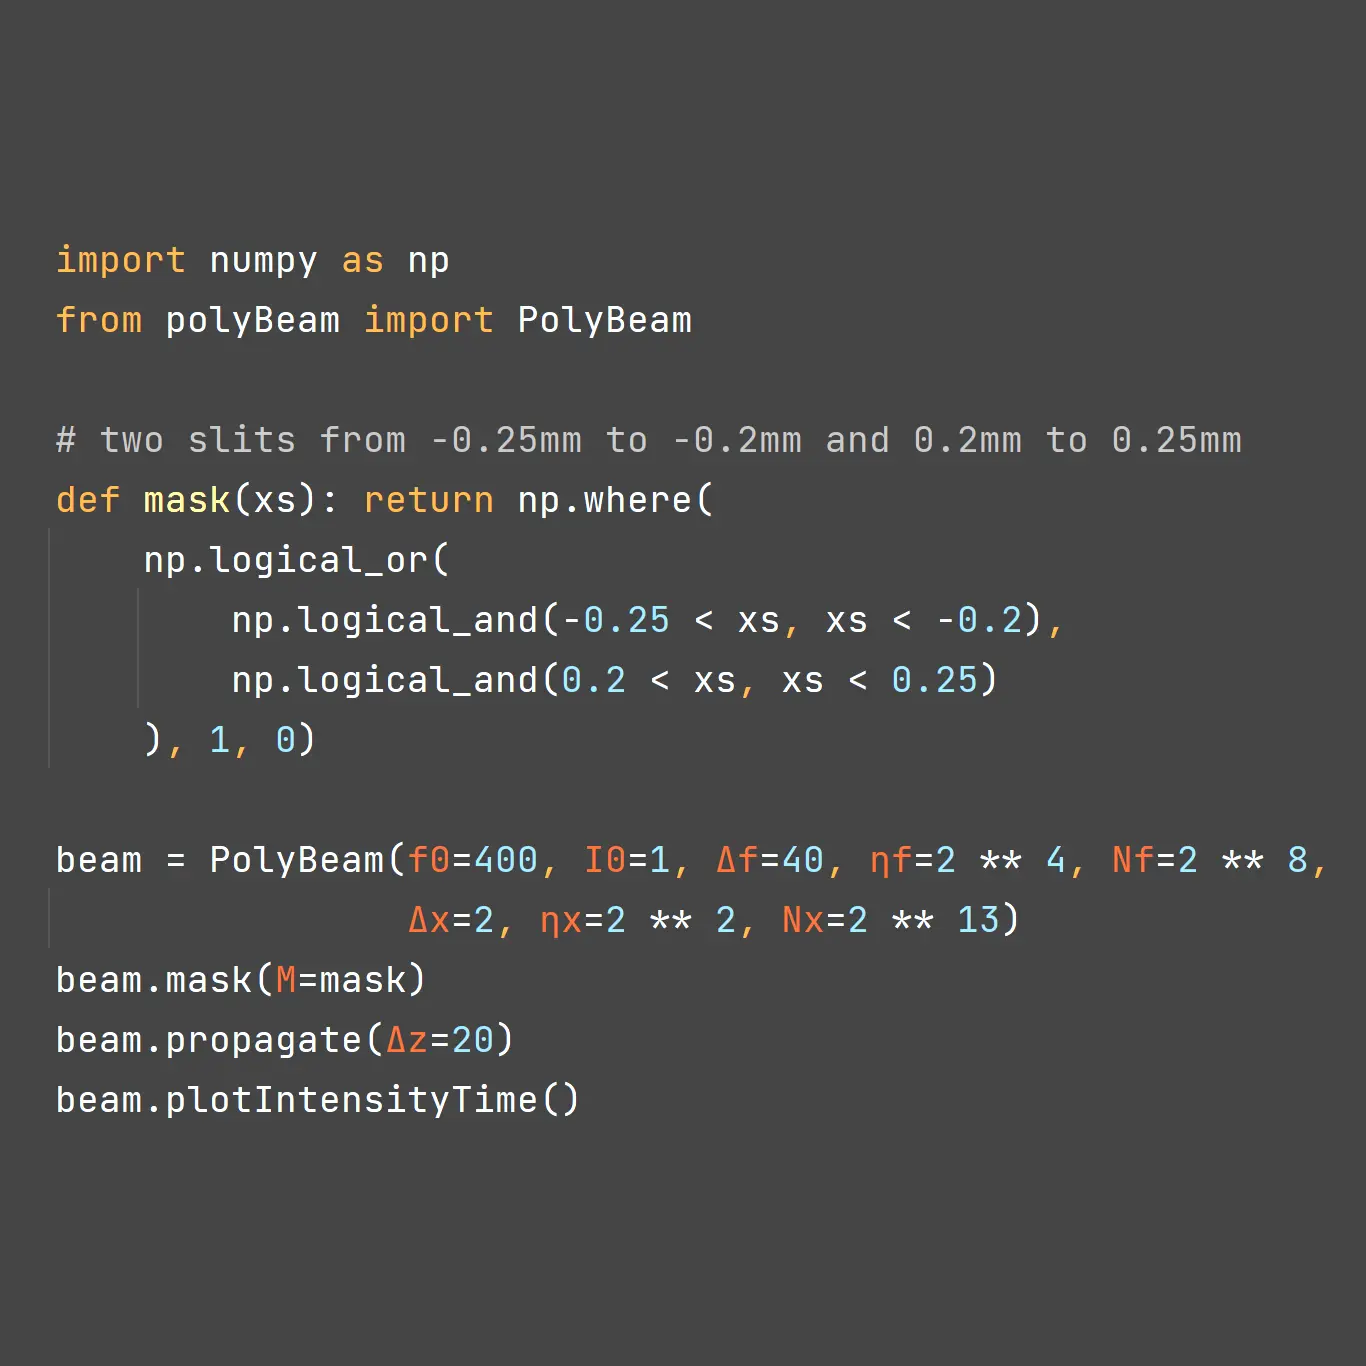 import numpy as np
from polyBeam import PolyBeam
# two slits from -0.25mm to -0.2mm and 0.2mm to 0.25mm
def mask(xs): return np.where(
    np.logical_or(
        np.logical_and(-0.25 < xs, xs < -0.2),
        np.logical_and(0.2 < xs, xs < 0.25)
    ), 1, 0)
beam = PolyBeam(f0=400, I0=1, Δf=40, ηf=2 ** 4, Nf=2 ** 8,
                Δx=2, ηx=2 ** 2, Nx=2 ** 13)
beam.mask(M=mask)
beam.propagate(Δz=20)
beam.plotIntensityTime()